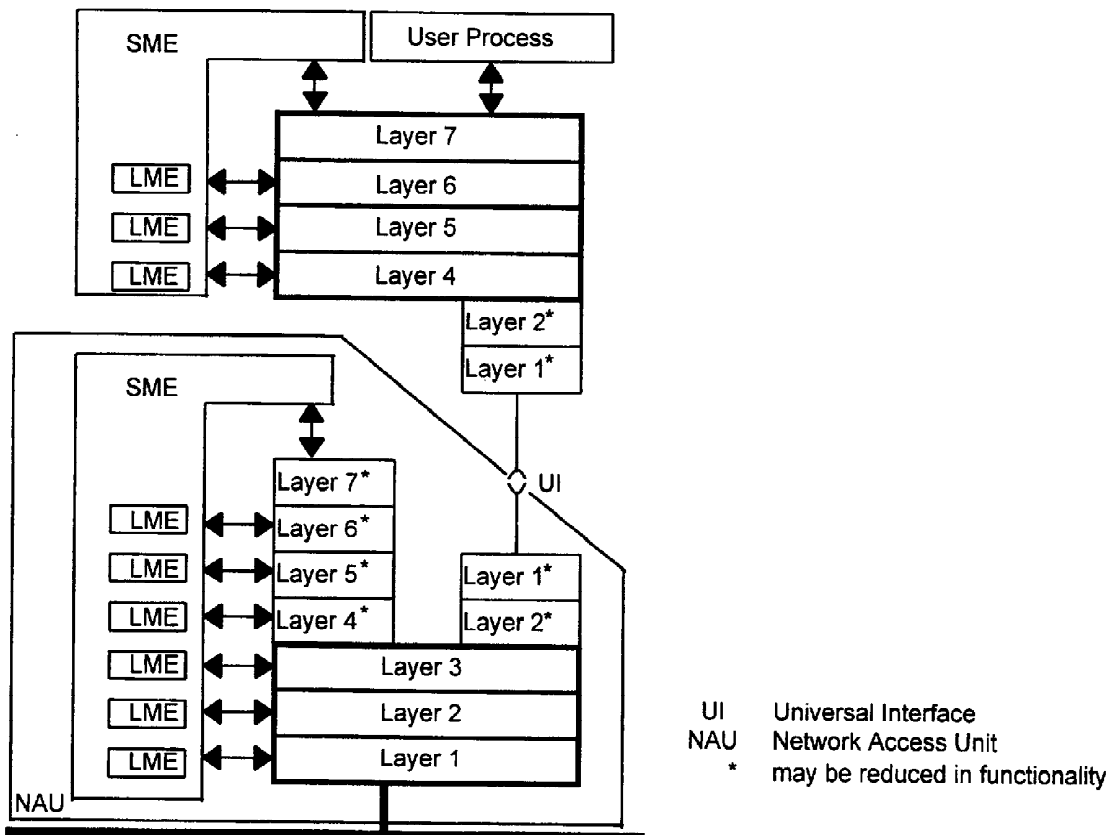 SME
User Process
Layer 7
LME
Layer 6
LME
Layer 5
LME
Layer 4
Layer 2*
Layer 1*
SME
UI
Layer 7*
LME
Layer 6*
LME
Layer 5*
Layer 1*
LME
Layer 4*
Layer 2*
LME
Layer 3
LME
Layer 2
LME
Layer 1
NAU
UI Universal Interface
NAU Network Access Unit
* may be reduced in functionality